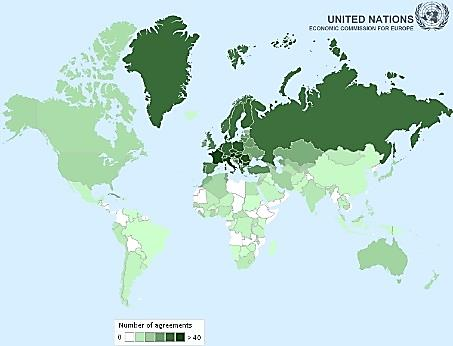 UNITED NATIONS
ECONOMIC COMMISSION FOR EUROPE
Number of agreements
0 > 40